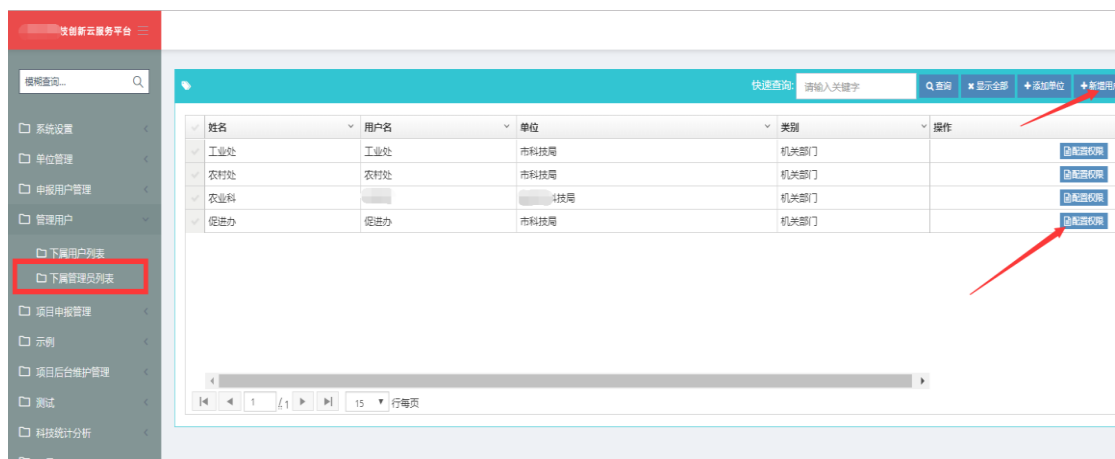 技创新云服务平台
模糊查询...
快速查询: 请输入关键字 查询 显示全部 添加单位 新增用户
系统设置
单位管理
申报用户管理
管理用户
下属用户列表
下属管理员列表
项目申报管理
示例
项目后台维护管理
测试
科技统计分析
姓名 用户名 单位 类别 操作
工业处 工业处 市科技局 机关部门 配置权限
农村处 农村处 市科技局 机关部门 配置权限
农业科 科技局 机关部门 配置权限
促进办 促进办 市科技局 机关部门 配置权限
1 / 1 15 行每页